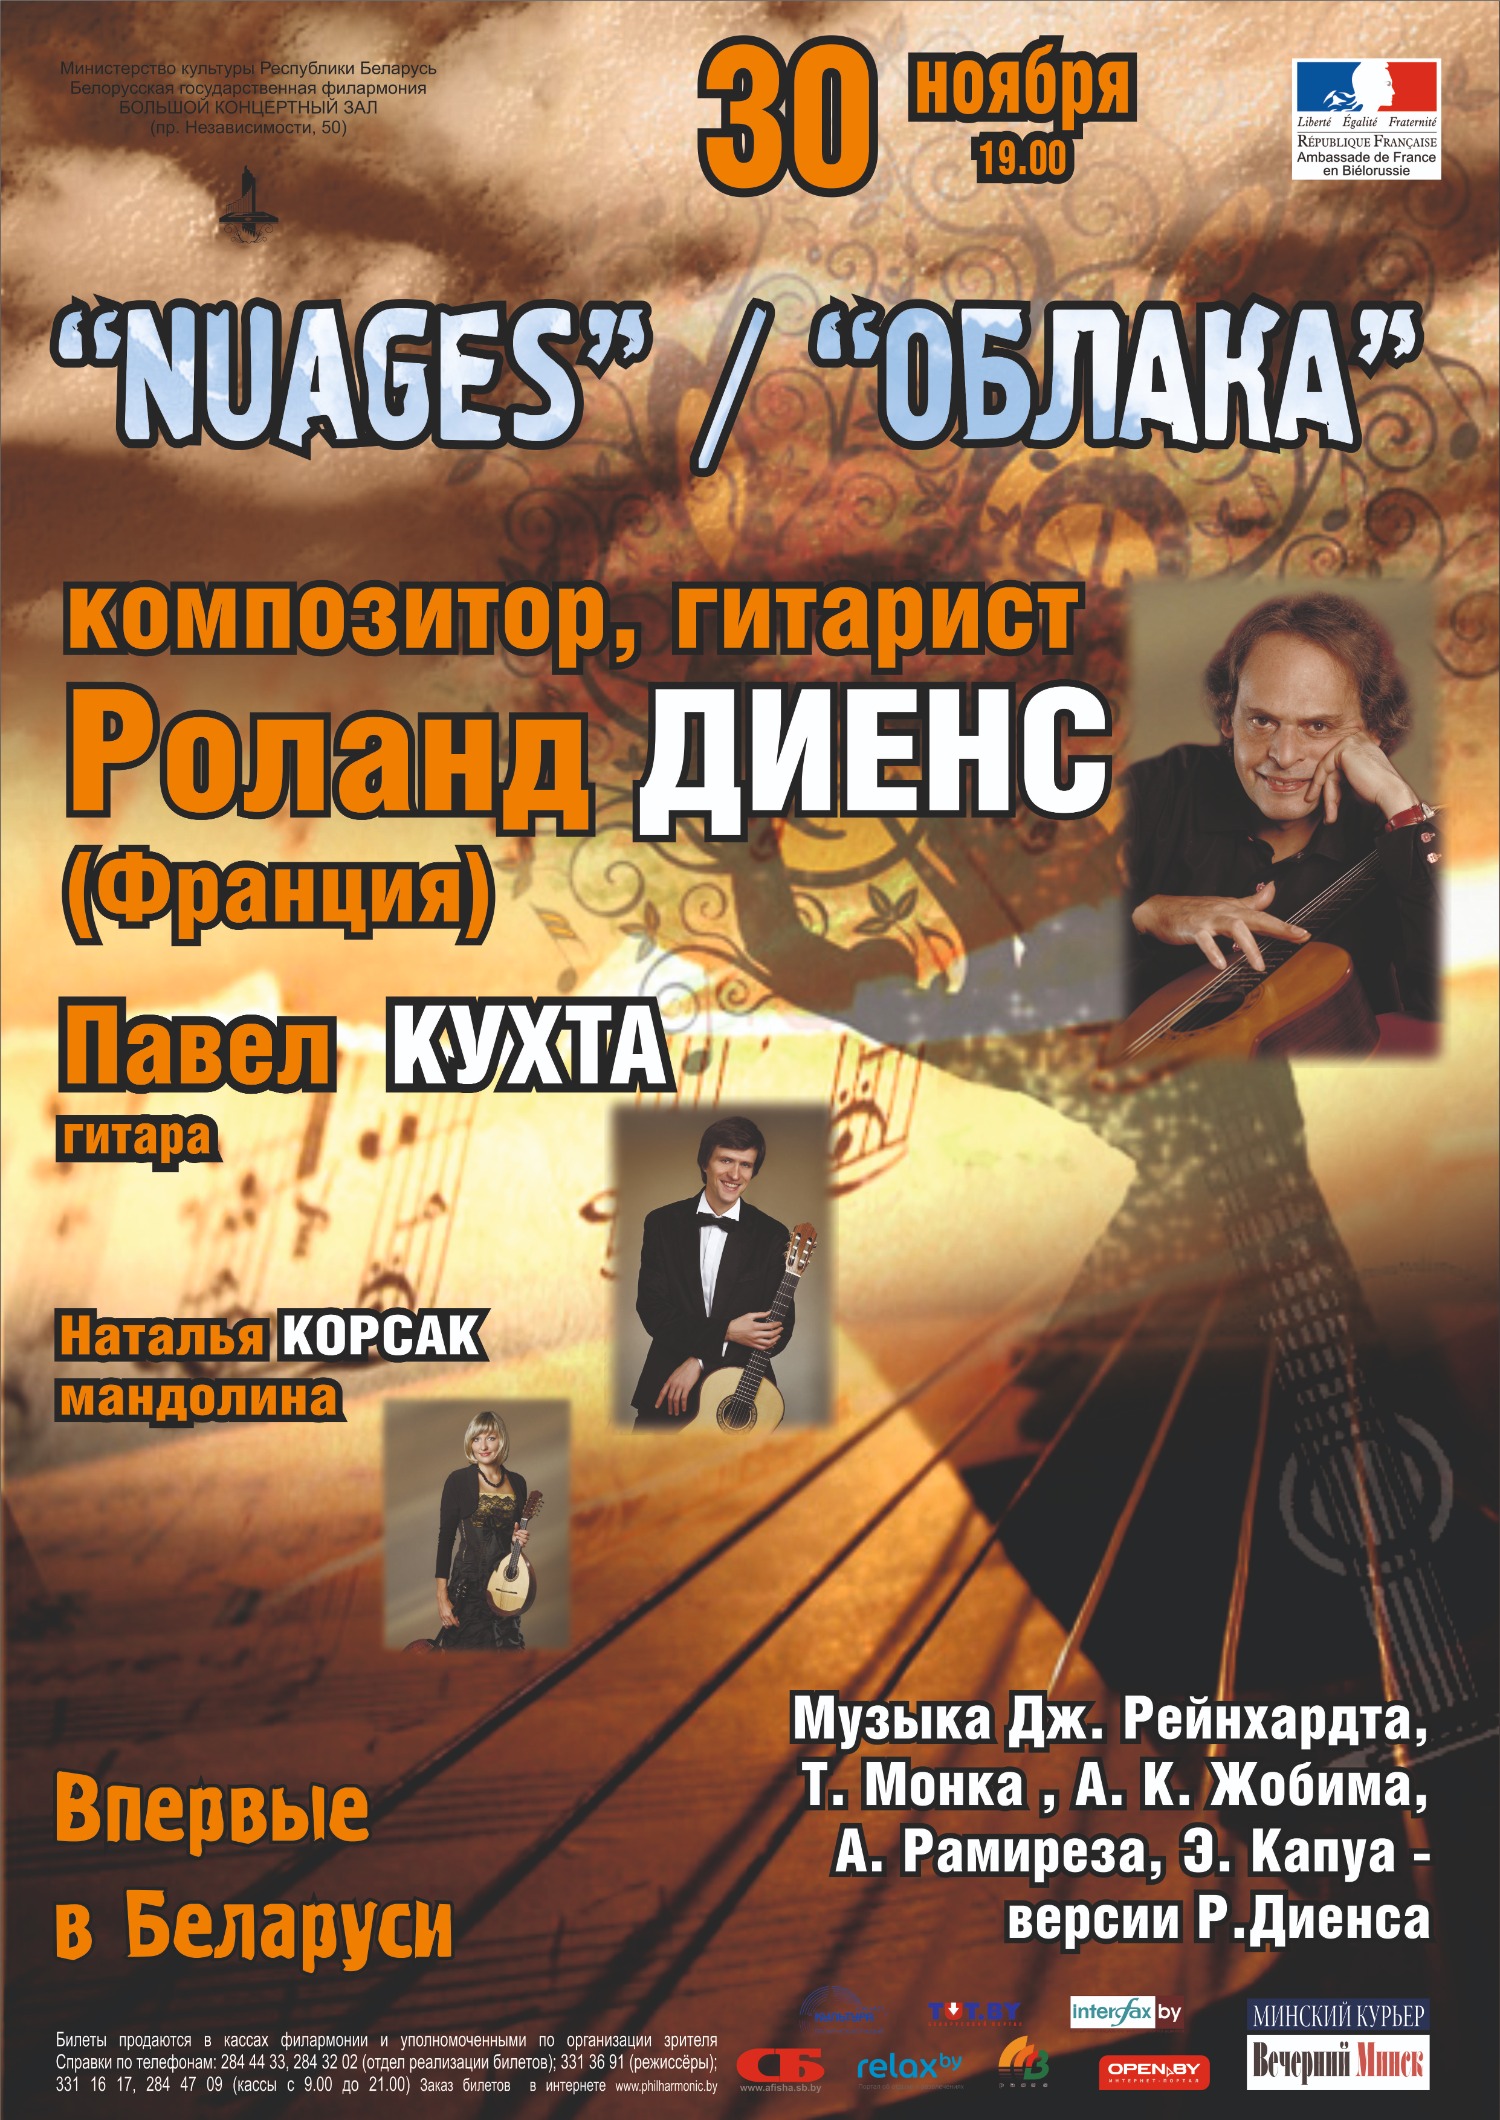 Министерство культуры Республики Беларусь
Белорусская государственная филармония
БОЛЬШОЙ КОНЦЕРТНЫЙ ЗАЛ
(пр. Независимости, 50)
30 ноября
19.00
Liberté Égalité Fraternité
RÉPUBLIQUE FRANÇAISE
Ambassade de France
en Biélorussie
“NUAGES” / “ОБЛАКА”
композитор, гитарист
Роланд ДИЕНС
(Франция)
Павел КУХТА
гитара
Наталья КОРСАК
мандолина
Музыка Дж. Рейнхардта,
Т. Монка , А. К. Жобима,
А. Рамиреза, Э. Капуа -
версии Р.Диенса
Впервые
в Беларуси
Билеты продаются в кассах филармонии и уполномоченными по организации зрителя
Справки по телефонам: 284 44 33, 284 32 02 (отдел реализации билетов); 331 36 91 (режиссёры);
331 16 17, 284 47 09 (кассы с 9.00 до 21.00) Заказ билетов в интернете www.philharmonic.by
TUT.BY
interfax by
МИНСКИЙ КУРЬЕР
Вечерний Минск
СБ
www.afisha.sb.by
relax by
OPEN.BY
ИНТЕРНЕТ-ПОРТАЛ